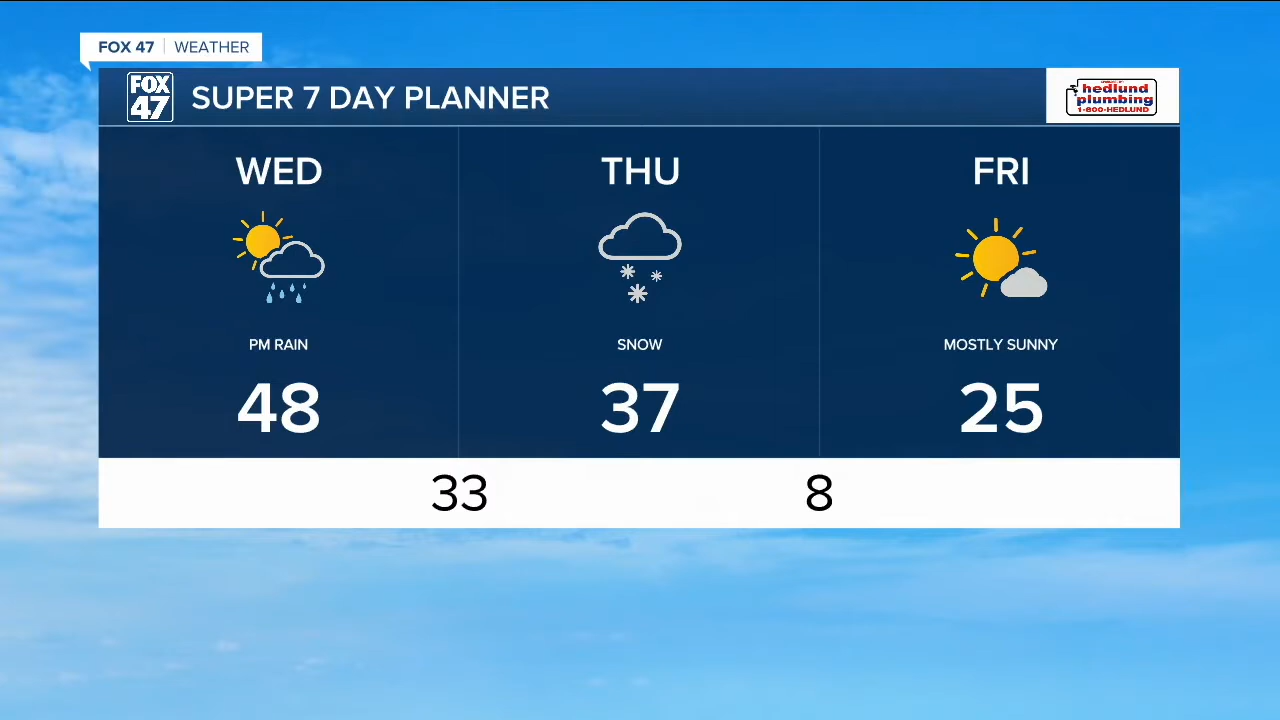 FOX 47 | WEATHER
FOX
47
SUPER 7 DAY PLANNER
hedlund
plumbing
1-800-HEDLUND
WED
THU
FRI
PM RAIN
SNOW
MOSTLY SUNNY
48
37
25
33
8